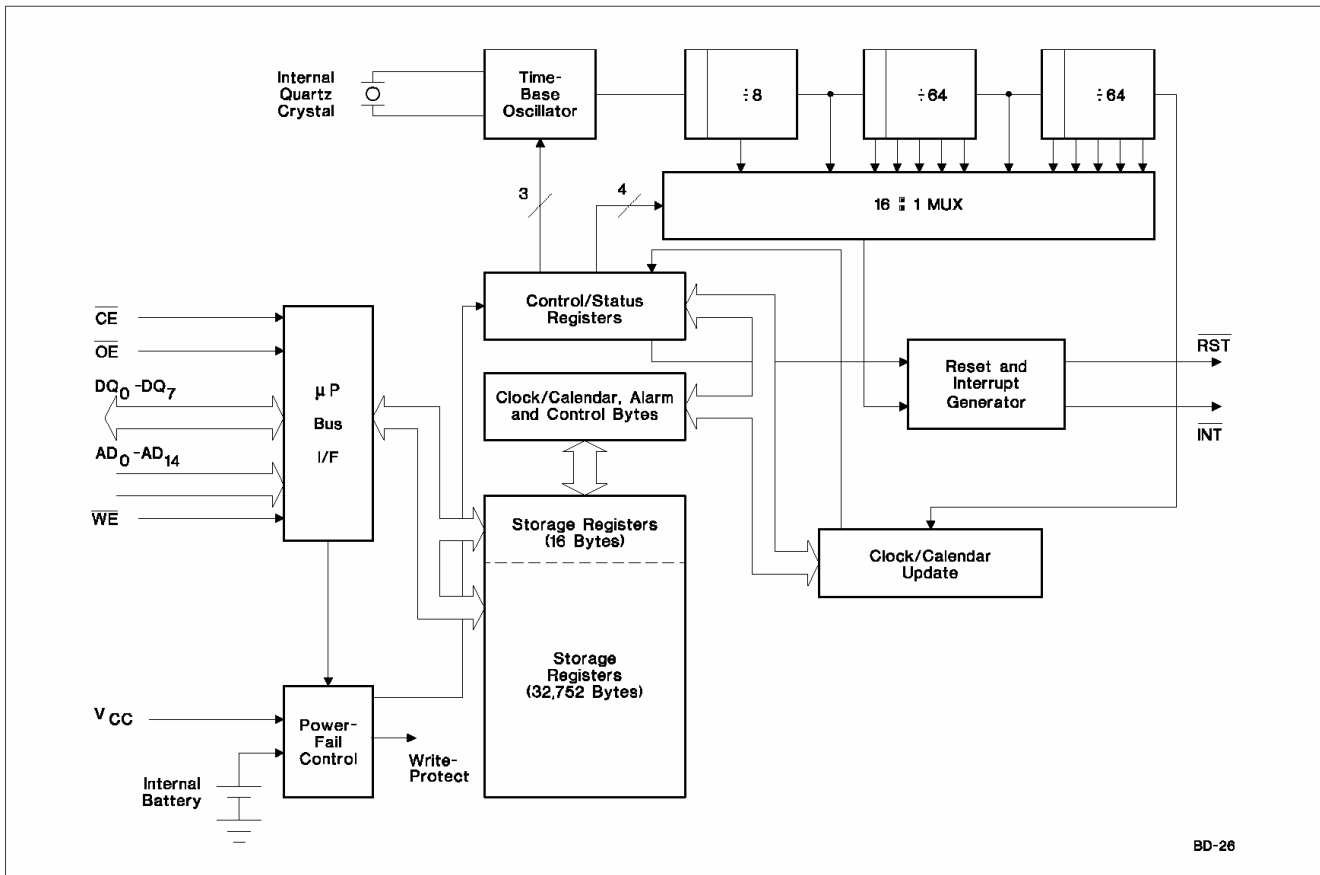 Internal
Quartz
Crystal
Time-
Base
Oscillator
÷8
÷64
÷64
3
4
16 : 1 MUX
Control/Status
Registers
CE
OE
DQ0-DQ7
AD0-AD14
WE
μP
Bus
I/F
Clock/Calendar, Alarm
and Control Bytes
Reset and
Interrupt
Generator
RST
INT
Storage Registers
(16 Bytes)
Clock/Calendar
Update
Storage
Registers
(32,752 Bytes)
VCC
Power-
Fail
Control
Write-
Protect
Internal
Battery
BD-26